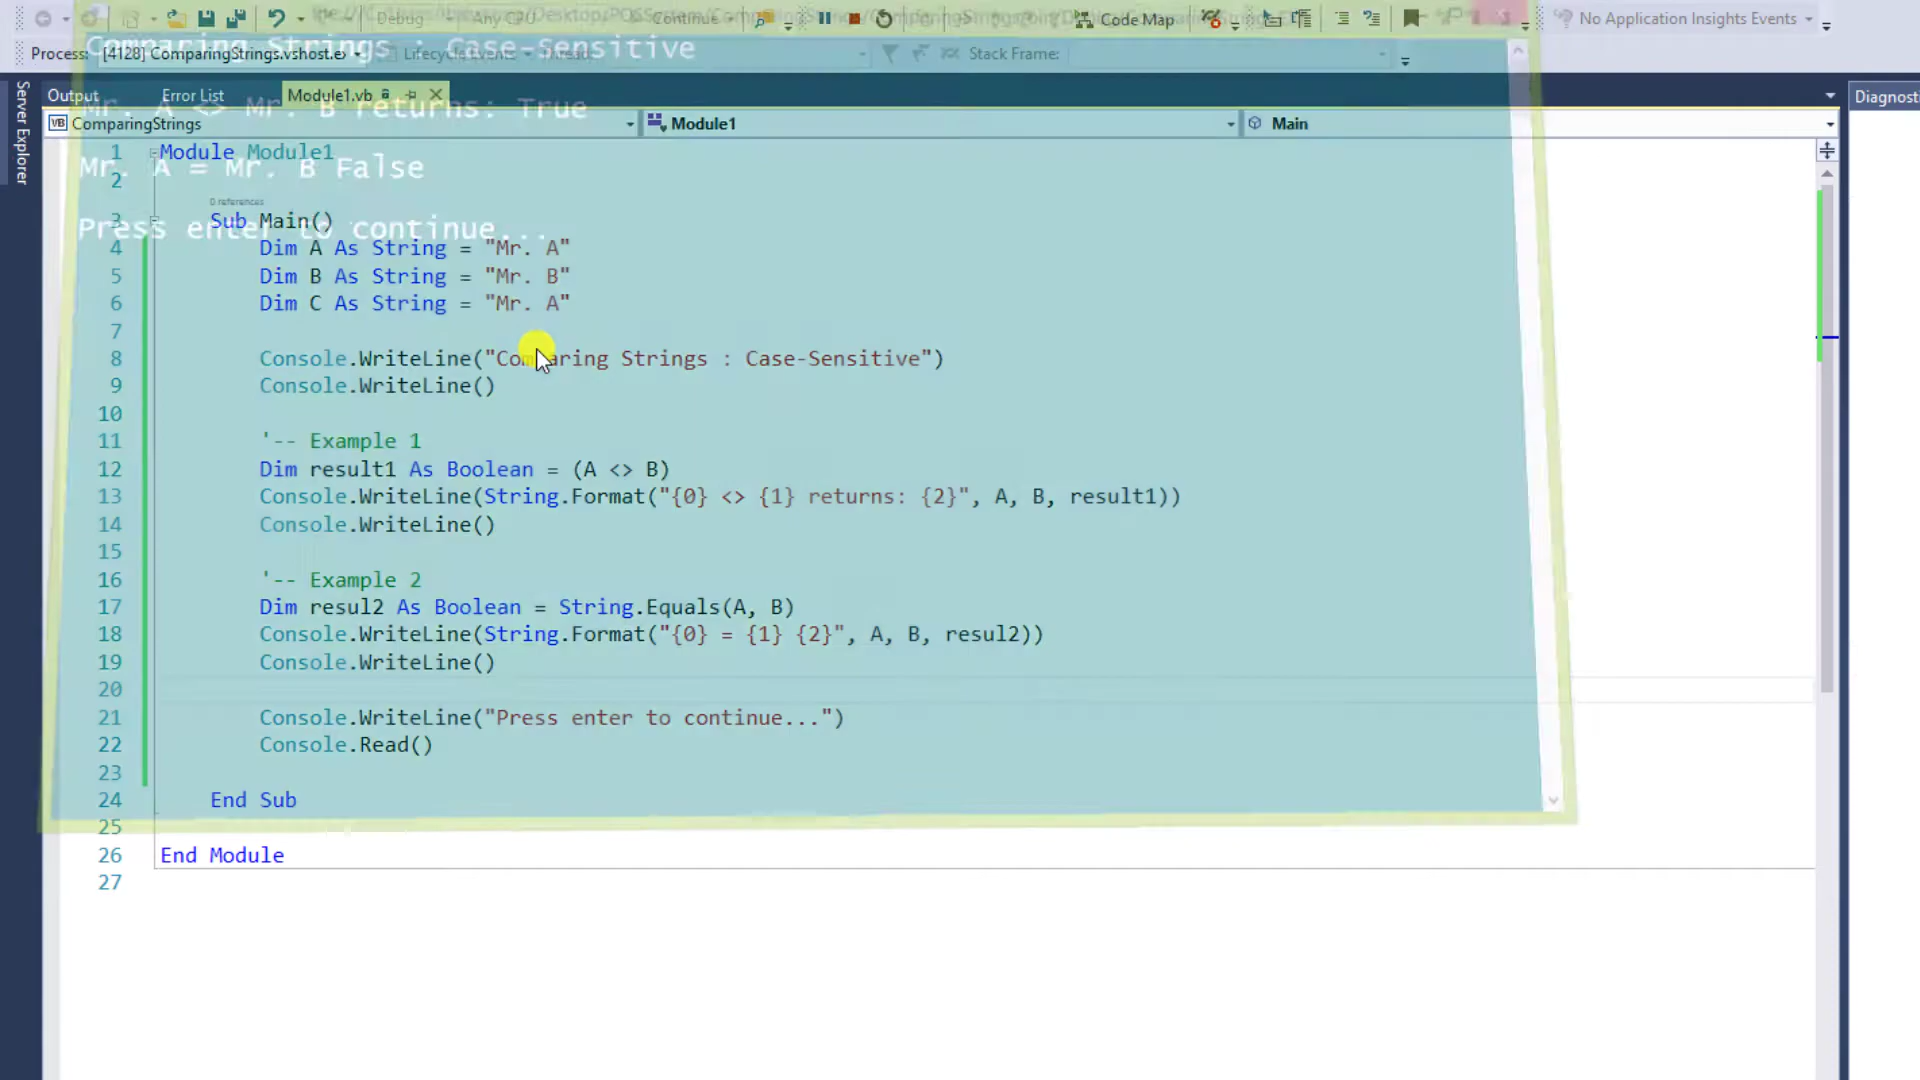 Debug
Any CPU
Continue
Code Map
No Application Insights Events
Process: [4128] ComparingStrings.vshost.e
Lifecycle Events
Thread:
Stack Frame:
Comparing Strings : Case-Sensitive
Mr. A <> Mr. B returns: True
Mr. A = Mr. B False
Press enter to continue...
Server Explorer
Output
Error List
Module1.vb
Diagnosti
VB ComparingStrings
Module1
Main
1 Module Module1
2
0 references
3 Sub Main()
4 Dim A As String = "Mr. A"
5 Dim B As String = "Mr. B"
6 Dim C As String = "Mr. A"
7
8 Console.WriteLine("Comparing Strings : Case-Sensitive")
9 Console.WriteLine()
10
11 '-- Example 1
12 Dim result1 As Boolean = (A <> B)
13 Console.WriteLine(String.Format("{0} <> {1} returns: {2}", A, B, result1))
14 Console.WriteLine()
15
16 '-- Example 2
17 Dim resul2 As Boolean = String.Equals(A, B)
18 Console.WriteLine(String.Format("{0} = {1} {2}", A, B, resul2))
19 Console.WriteLine()
20
21 Console.WriteLine("Press enter to continue...")
22 Console.Read()
23
24 End Sub
25
26 End Module
27